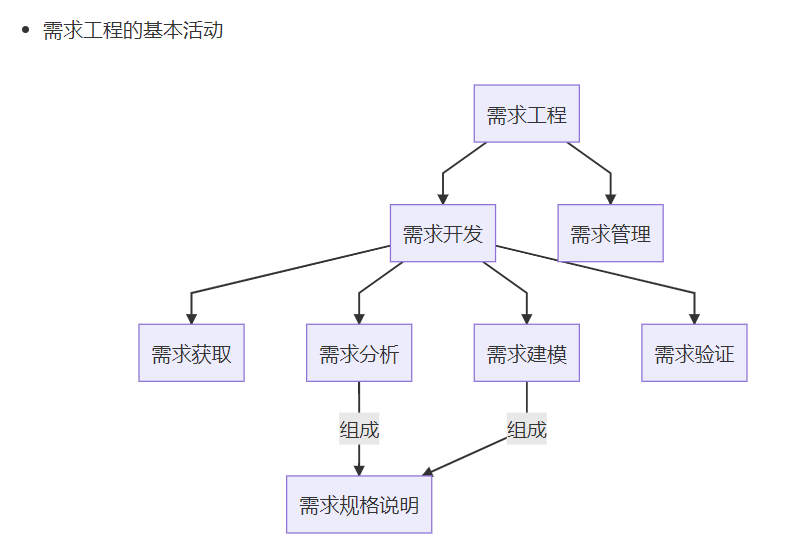 需求工程的基本活动
需求工程
需求开发
需求管理
需求获取
需求分析
需求建模
需求验证
组成
组成
需求规格说明